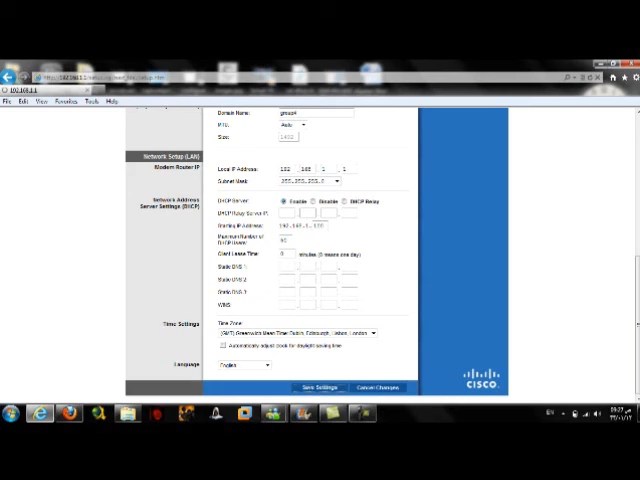 192.168.1.1
File Edit View Favorites Tools Help
Domain Name:
MTU: Auto
Size:
Network Setup (LAN)
Modem Router IP
Local IP Address: 192 . 168 . 1 . 1
Subnet Mask: 255.255.255.0
Network Address
Server Settings (DHCP)
DHCP Server: Enable Disable DHCP Relay
DHCP Relay Server IP:
Starting IP Address: 192.168.1.
Maximum Number of
DHCP Users:
Client Lease Time: 0 minutes (0 means one day)
Static DNS 1:
Static DNS 2:
Static DNS 3:
WINS:
Time Settings
Time Zone:
(GMT) Greenwich Mean Time: Dublin, Edinburgh, Lisbon, London
Automatically adjust clock for daylight saving time
Language English
Save Settings Cancel Changes
CISCO
EN